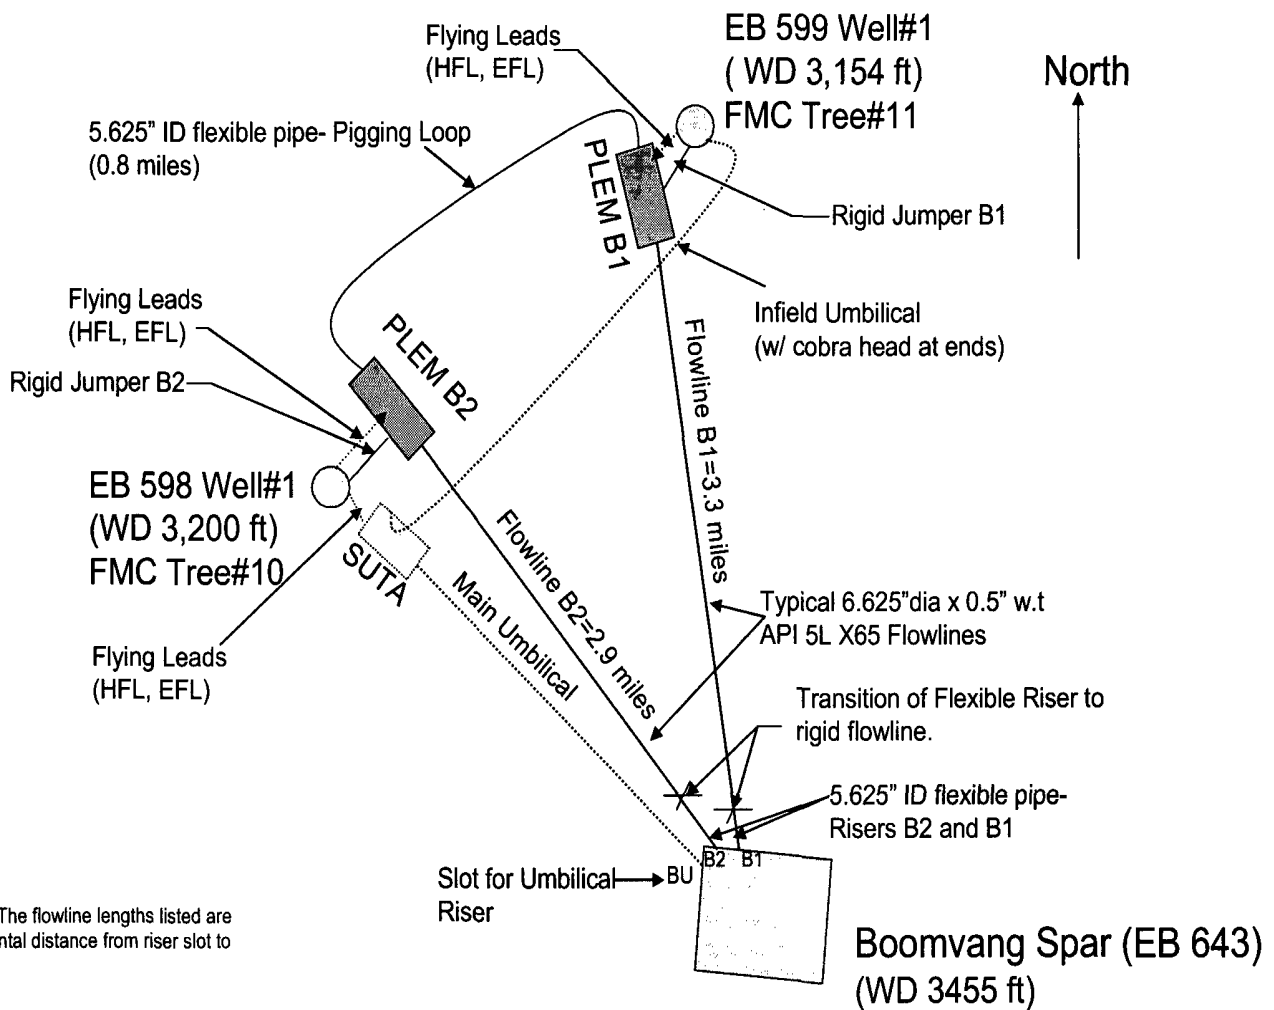 Flying Leads
(HFL, EFL)
EB 599 Well#1
( WD 3,154 ft)
FMC Tree#11
North
5.625" ID flexible pipe- Pigging Loop
(0.8 miles)
PLEM B1
Rigid Jumper B1
Infield Umbilical
(w/ cobra head at ends)
Flying Leads
(HFL, EFL)
PLEM B2
Rigid Jumper B2
Flowline B1=3.3 miles
EB 598 Well#1
(WD 3,200 ft)
FMC Tree#10
SUTA
Flowline B2=2.9 miles
Main Umbilical
Typical 6.625"dia x 0.5" w.t
API 5L X65 Flowlines
Flying Leads
(HFL, EFL)
Transition of Flexible Riser to
rigid flowline.
5.625" ID flexible pipe-
Risers B2 and B1
B2 B1
Slot for Umbilical
Riser
BU
The flowline lengths listed are
ntal distance from riser slot to
Boomvang Spar (EB 643)
(WD 3455 ft)